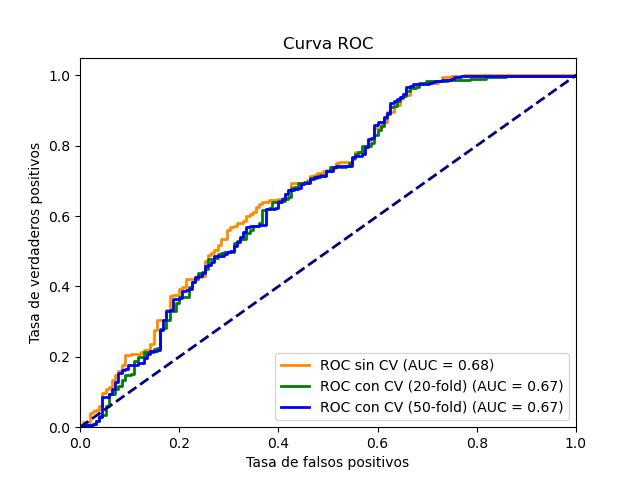 Curva ROC
Tasa de verdaderos positivos
1.0
0.8
0.6
0.4
0.2
0.0
0.0 0.2 0.4 0.6 0.8 1.0
Tasa de falsos positivos
ROC sin CV (AUC = 0.68)
ROC con CV (20-fold) (AUC = 0.67)
ROC con CV (50-fold) (AUC = 0.67)